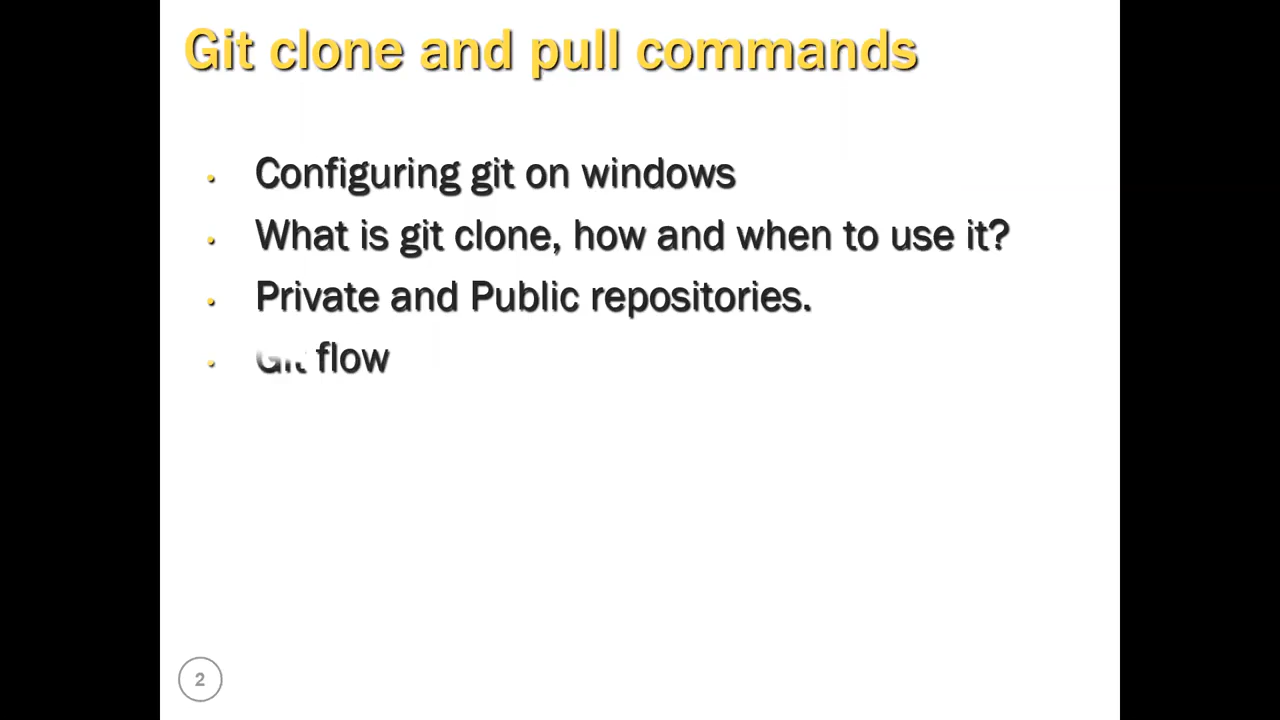 Git clone and pull commands
Configuring git on windows
What is git clone, how and when to use it?
Private and Public repositories.
Git flow
2